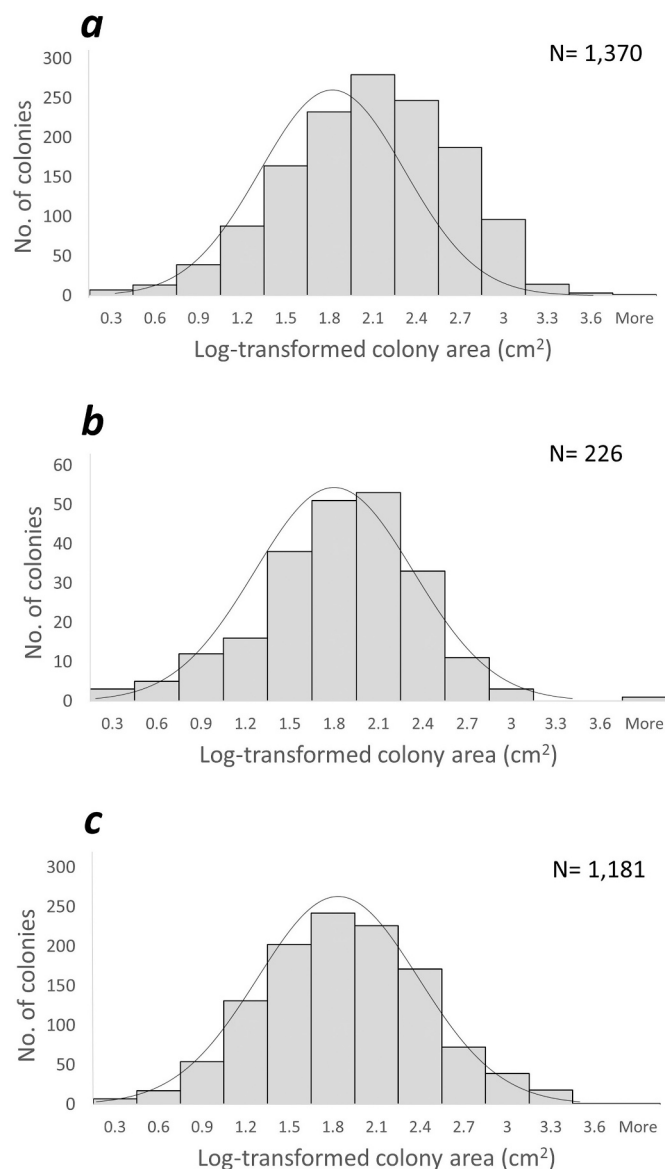 a
N= 1,370
No. of colonies
300
250
200
150
100
50
0
0.3 0.6 0.9 1.2 1.5 1.8 2.1 2.4 2.7 3 3.3 3.6 More
Log-transformed colony area (cm²)
b
N= 226
No. of colonies
60
50
40
30
20
10
0
0.3 0.6 0.9 1.2 1.5 1.8 2.1 2.4 2.7 3 3.3 3.6 More
Log-transformed colony area (cm²)
c
N= 1,181
No. of colonies
300
250
200
150
100
50
0
0.3 0.6 0.9 1.2 1.5 1.8 2.1 2.4 2.7 3 3.3 3.6 More
Log-transformed colony area (cm²)